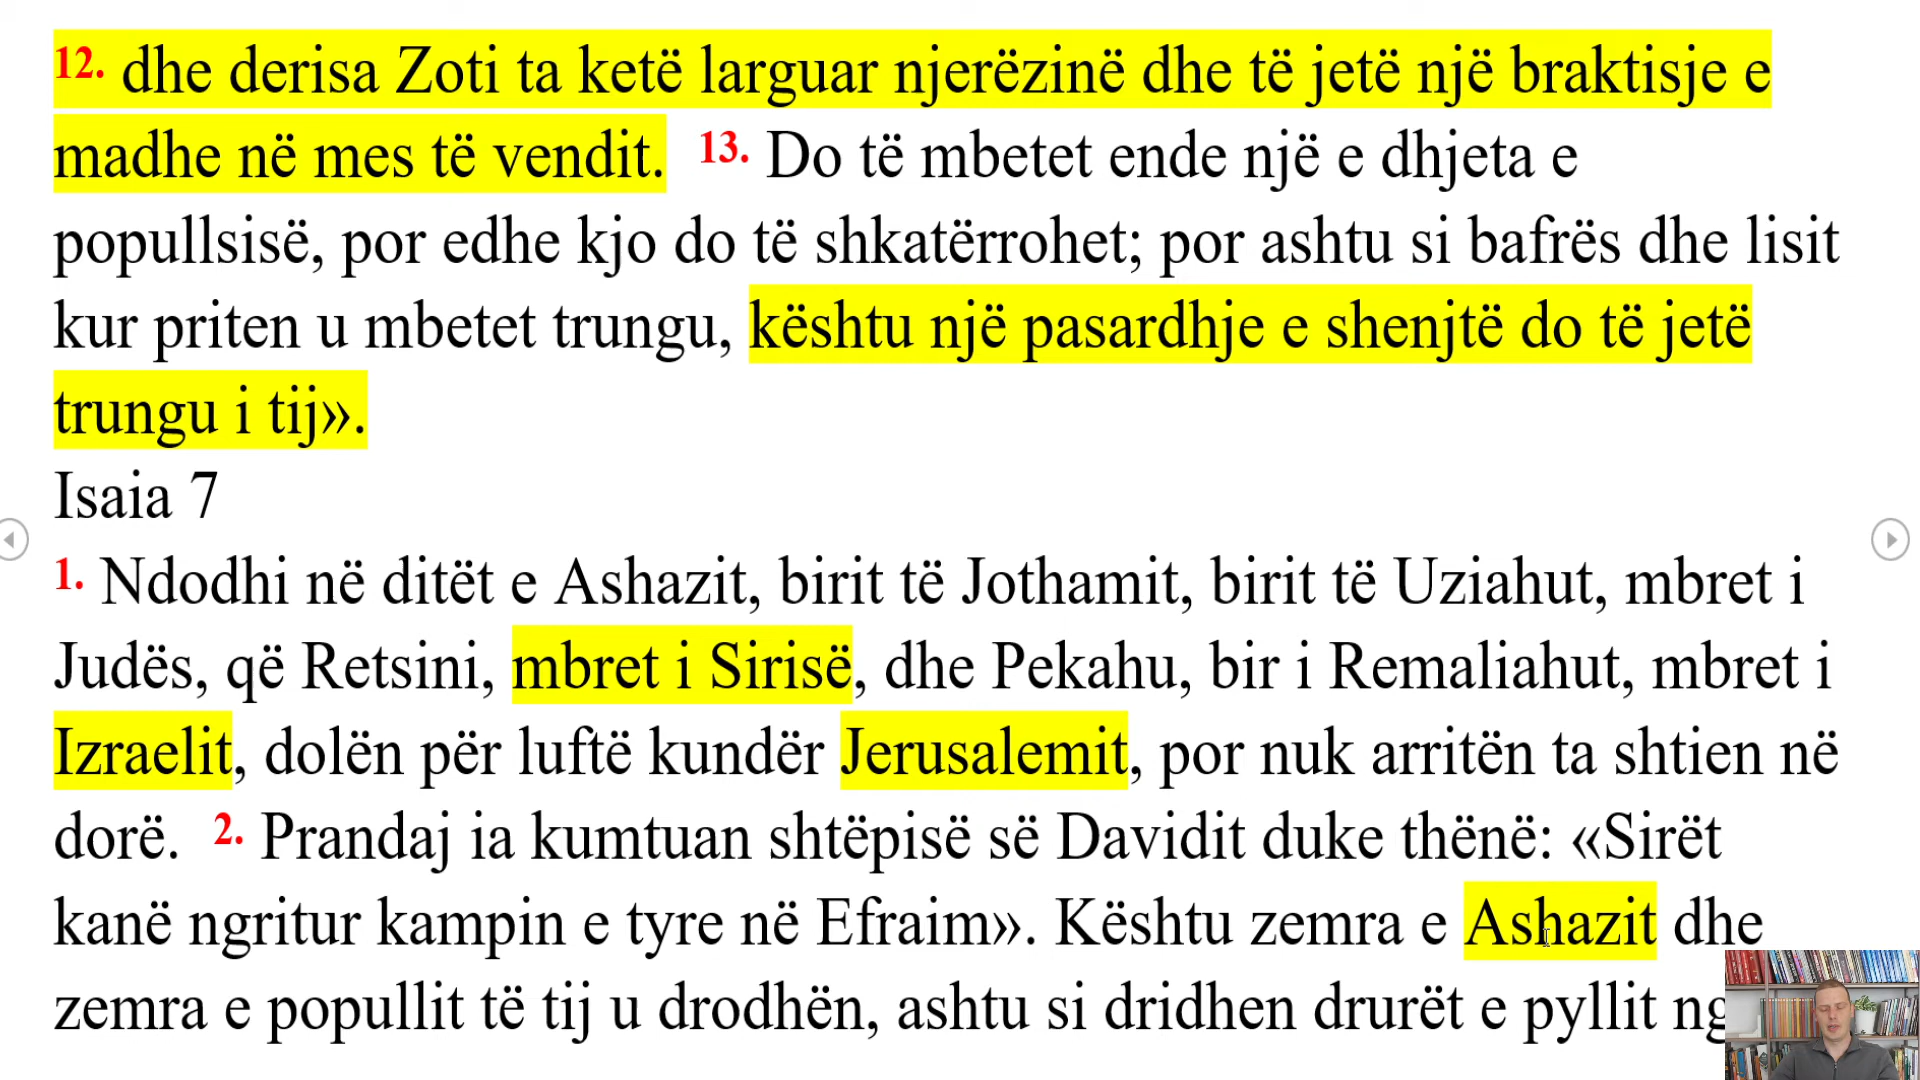 12. dhe derisa Zoti ta ketë larguar njerëzinë dhe të jetë një braktisje e
madhe në mes të vendit. 13. Do të mbetet ende një e dhjeta e
popullsisë, por edhe kjo do të shkatërrohet; por ashtu si bafrës dhe lisit
kur priten u mbetet trungu, kështu një pasardhje e shenjtë do të jetë
trungu i tij».
Isaia 7
1. Ndodhi në ditët e Ashazit, birit të Jothamit, birit të Uziahut, mbret i
Judës, që Retsini, mbret i Sirisë, dhe Pekahu, bir i Remaliahut, mbret i
Izraelit, dolën për luftë kundër Jerusalemit, por nuk arritën ta shtien në
dorë. 2. Prandaj ia kumtuan shtëpisë së Davidit duke thënë: «Sirët
kanë ngritur kampin e tyre në Efraim». Kështu zemra e Ashazit dhe
zemra e popullit të tij u drodhën, ashtu si dridhen drurët e pyllit